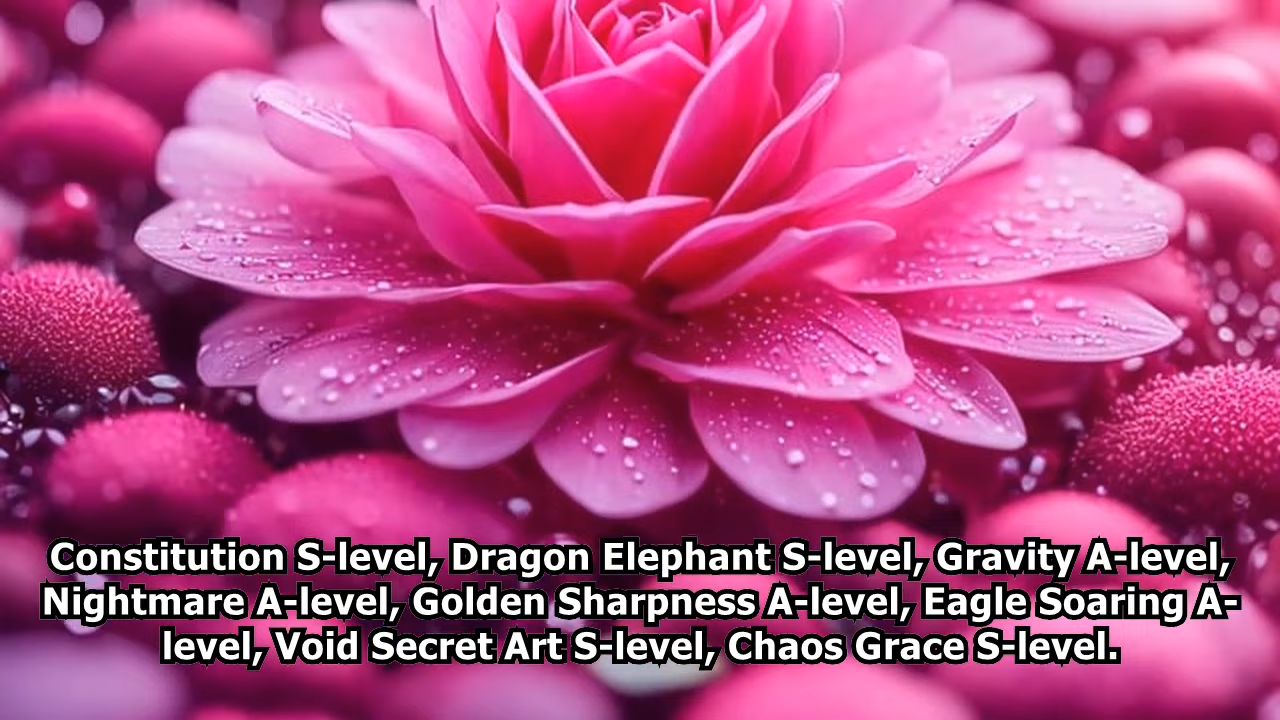 Constitution S-level, Dragon Elephant S-level, Gravity A-level,
Nightmare A-level, Golden Sharpness A-level, Eagle Soaring A-
level, Void Secret Art S-level, Chaos Grace S-level.